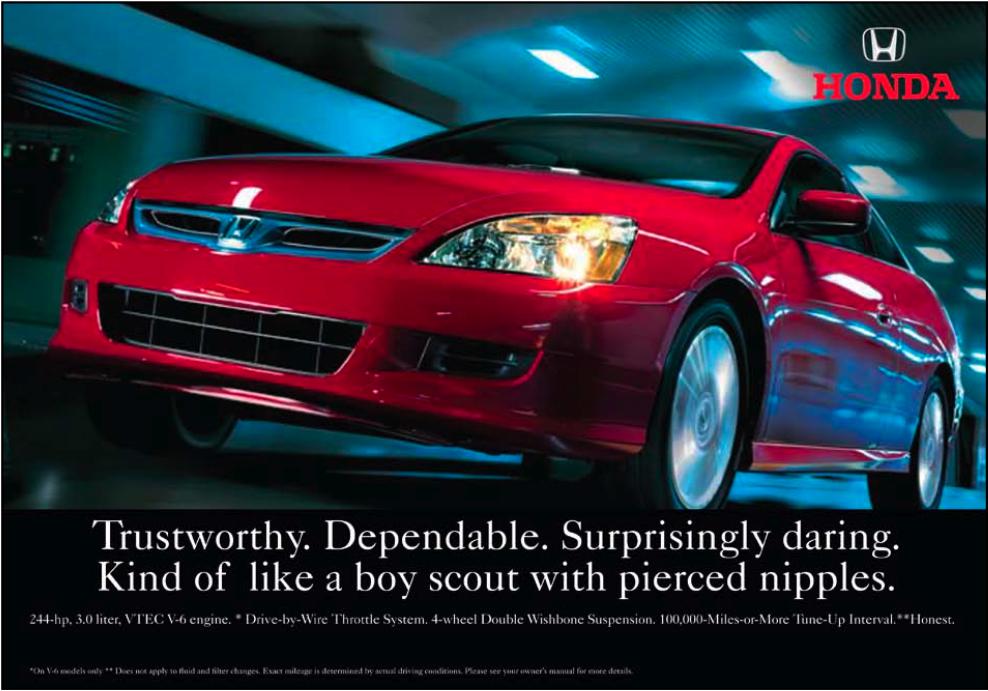 HONDA
Trustworthy. Dependable. Surprisingly daring.
Kind of like a boy scout with pierced nipples.
244-hp, 3.0 liter, VTEC V-6 engine. * Drive-by-Wire Throttle System. 4-wheel Double Wishbone Suspension. 100,000-Miles-or-More Tune-Up Interval.**Honest.
*On V-6 models only ** Does not apply to fluid and filter changes. Exact mileage is determined by actual driving conditions. Please see your owner's manual for more details.